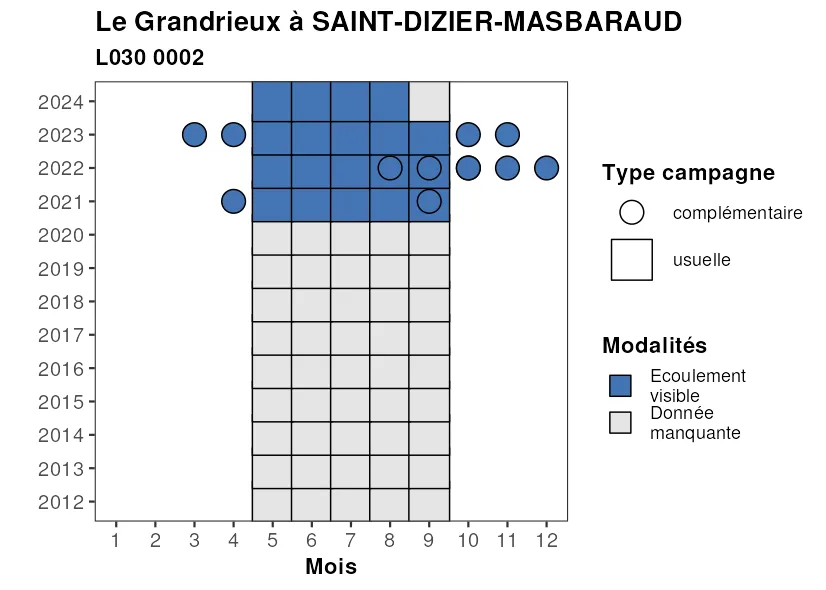 Le Grandrieux à SAINT-DIZIER-MASBARAUD
L030 0002
2024
2023
2022
2021
2020
2019
2018
2017
2016
2015
2014
2013
2012
1 2 3 4 5 6 7 8 9 10 11 12
Mois
Type campagne
complémentaire
usuelle
Modalités
Ecoulement
visible
Donnée
manquante